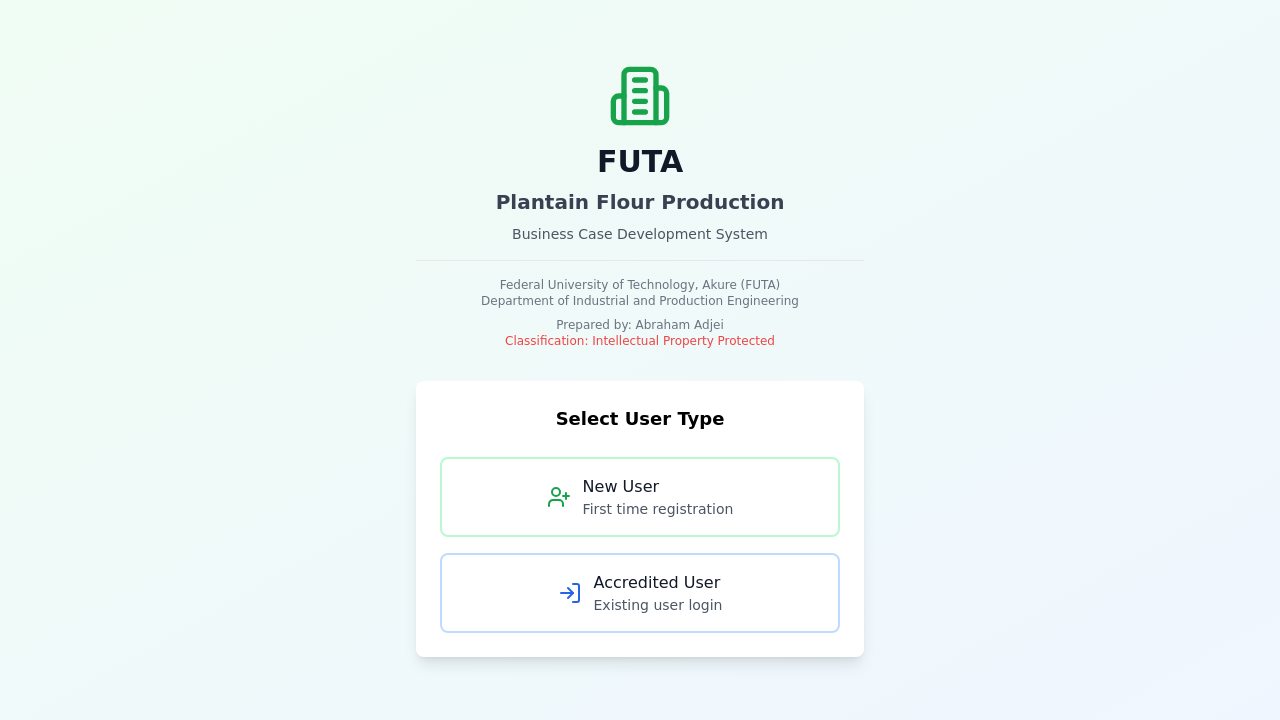 FUTA
Plantain Flour Production
Business Case Development System
Federal University of Technology, Akure (FUTA)
Department of Industrial and Production Engineering
Prepared by: Abraham Adjei
Classification: Intellectual Property Protected
Select User Type
New User
First time registration
Accredited User
Existing user login